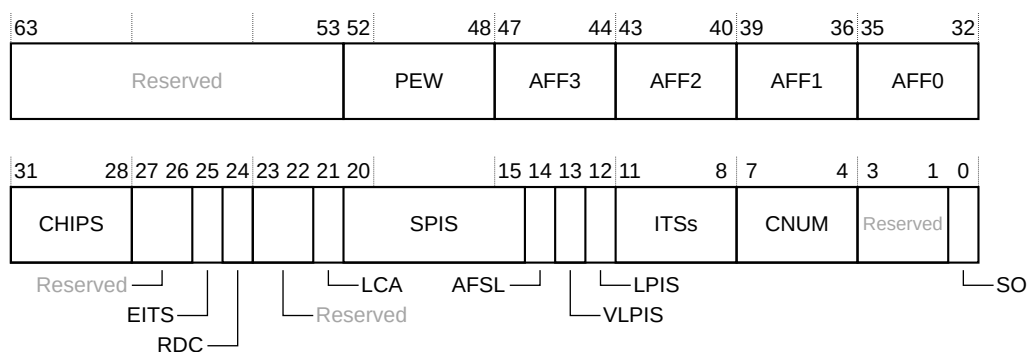 63 53 52 48 47 44 43 40 39 36 35 32
Reserved PEW AFF3 AFF2 AFF1 AFF0
31 28 27 26 25 24 23 22 21 20 15 14 13 12 11 8 7 4 3 1 0
CHIPS SPIS ITSs CNUM Reserved
Reserved LCA AFSL LPIS SO
EITS Reserved VLPIS
RDC